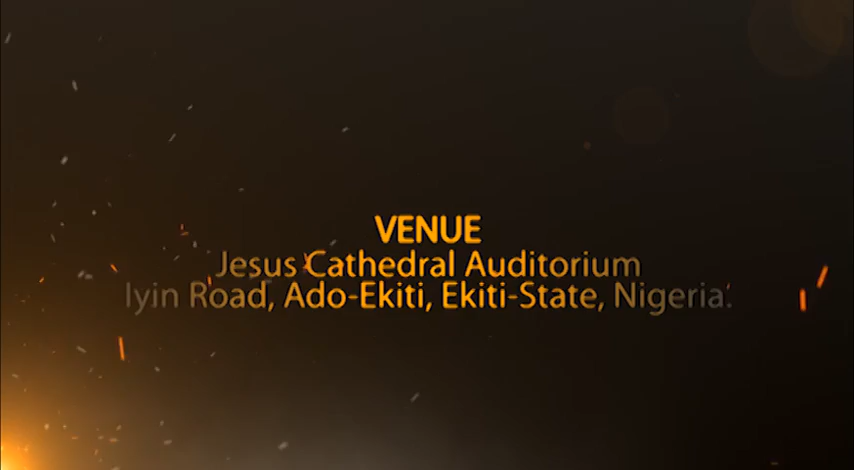 VENUE
Jesus Cathedral Auditorium
Iyin Road, Ado-Ekiti, Ekiti-State, Nigeria.